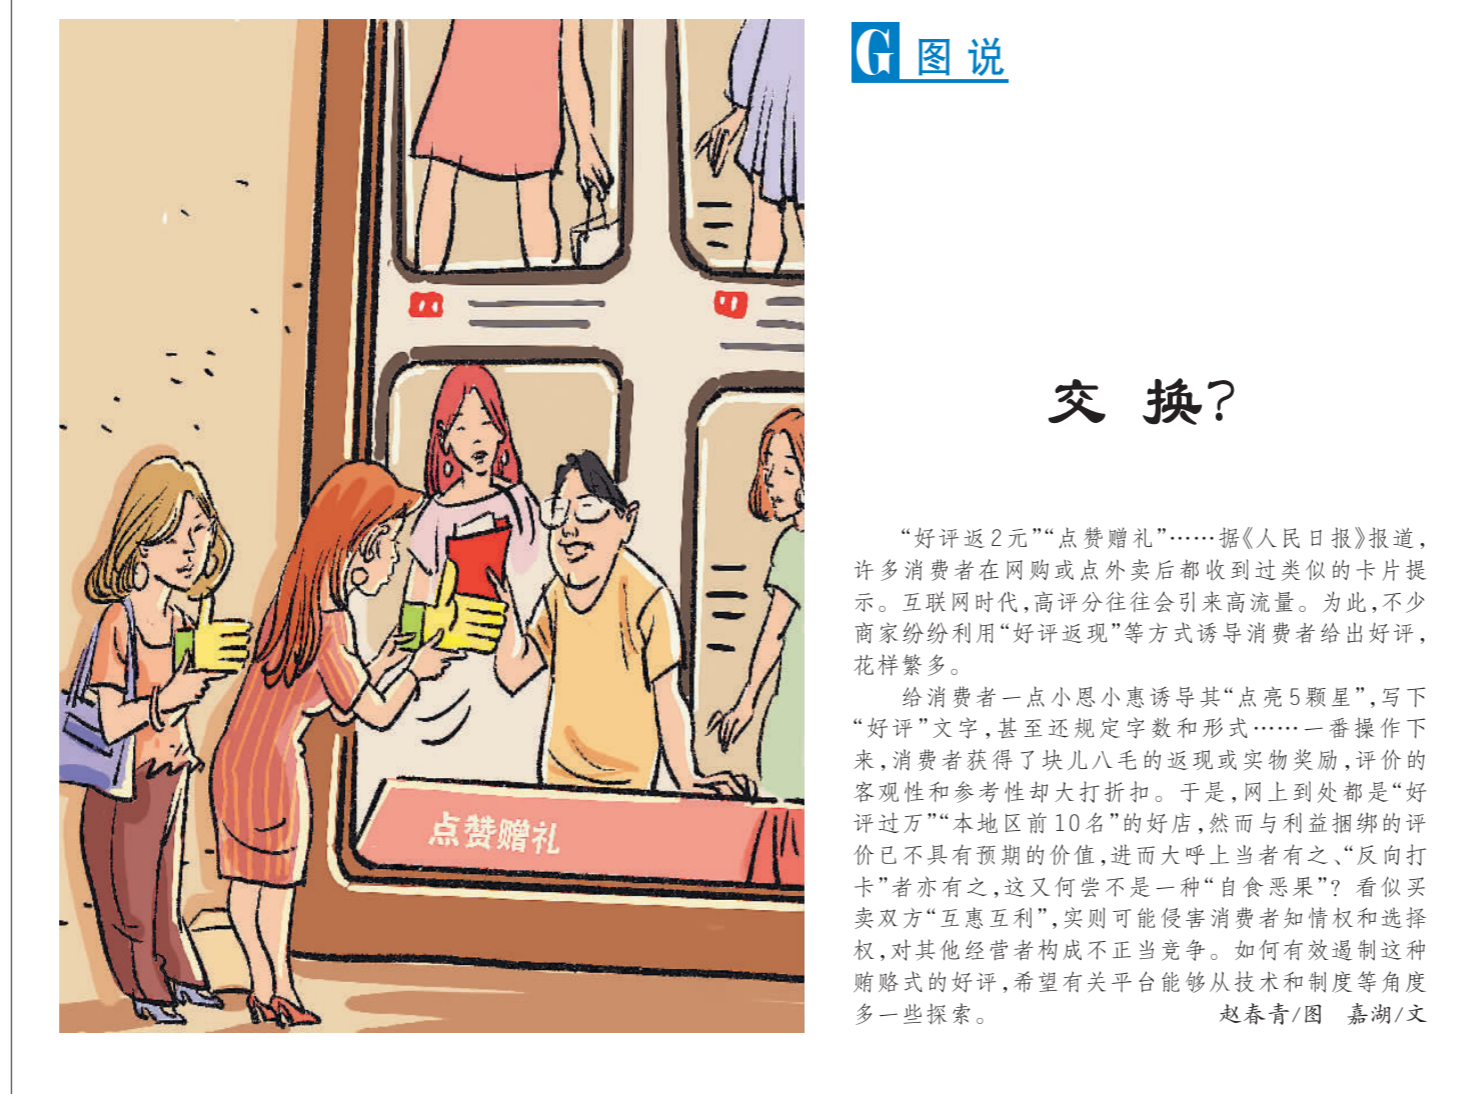 G 图说
交 换?
“好评返2元”“点赞赠礼”……据《人民日报》报道,
许多消费者在网购或点外卖后都收到过类似的卡片提
示。互联网时代,高评分往往会引来高流量。为此,不少
商家纷纷利用“好评返现”等方式诱导消费者给出好评,
花样繁多。
给消费者一点小恩小惠诱导其“点亮5颗星”,写下
“好评”文字,甚至还规定字数和形式……一番操作下
来,消费者获得了块儿八毛的返现或实物奖励,评价的
客观性和参考性却大打折扣。于是,网上到处都是“好
评过万”“本地区前10名”的好店,然而与利益捆绑的评
价已不具有预期的价值,进而大呼上当者有之、“反向打
卡”者亦有之,这又何尝不是一种“自食恶果”?看似买
卖双方“互惠互利”,实则可能侵害消费者知情权和选择
权,对其他经营者构成不正当竞争。如何有效遏制这种
贿赂式的好评,希望有关平台能够从技术和制度等角度
多一些探索。 赵春青/图 嘉湖/文
点赞赠礼